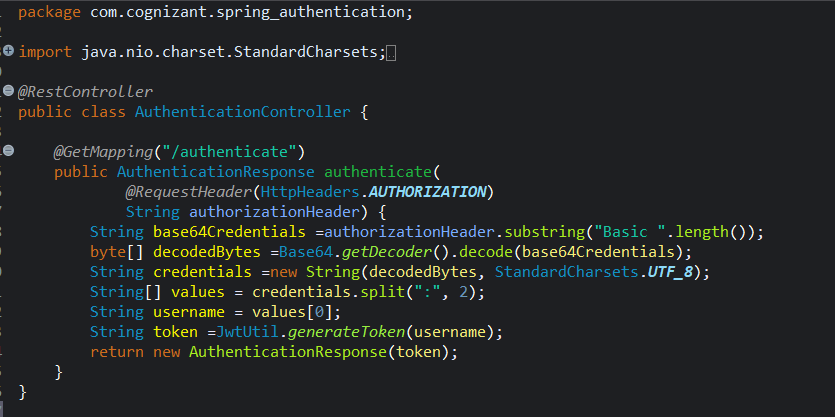 package com.cognizant.spring_authentication;
import java.nio.charset.StandardCharsets;
@RestController
public class AuthenticationController {
@GetMapping("/authenticate")
public AuthenticationResponse authenticate(
@RequestHeader(HttpHeaders.AUTHORIZATION)
String authorizationHeader) {
String base64Credentials =authorizationHeader.substring("Basic ".length());
byte[] decodedBytes =Base64.getDecoder().decode(base64Credentials);
String credentials =new String(decodedBytes, StandardCharsets.UTF_8);
String[] values = credentials.split(":", 2);
String username = values[0];
String token =JwtUtil.generateToken(username);
return new AuthenticationResponse(token);
}
}